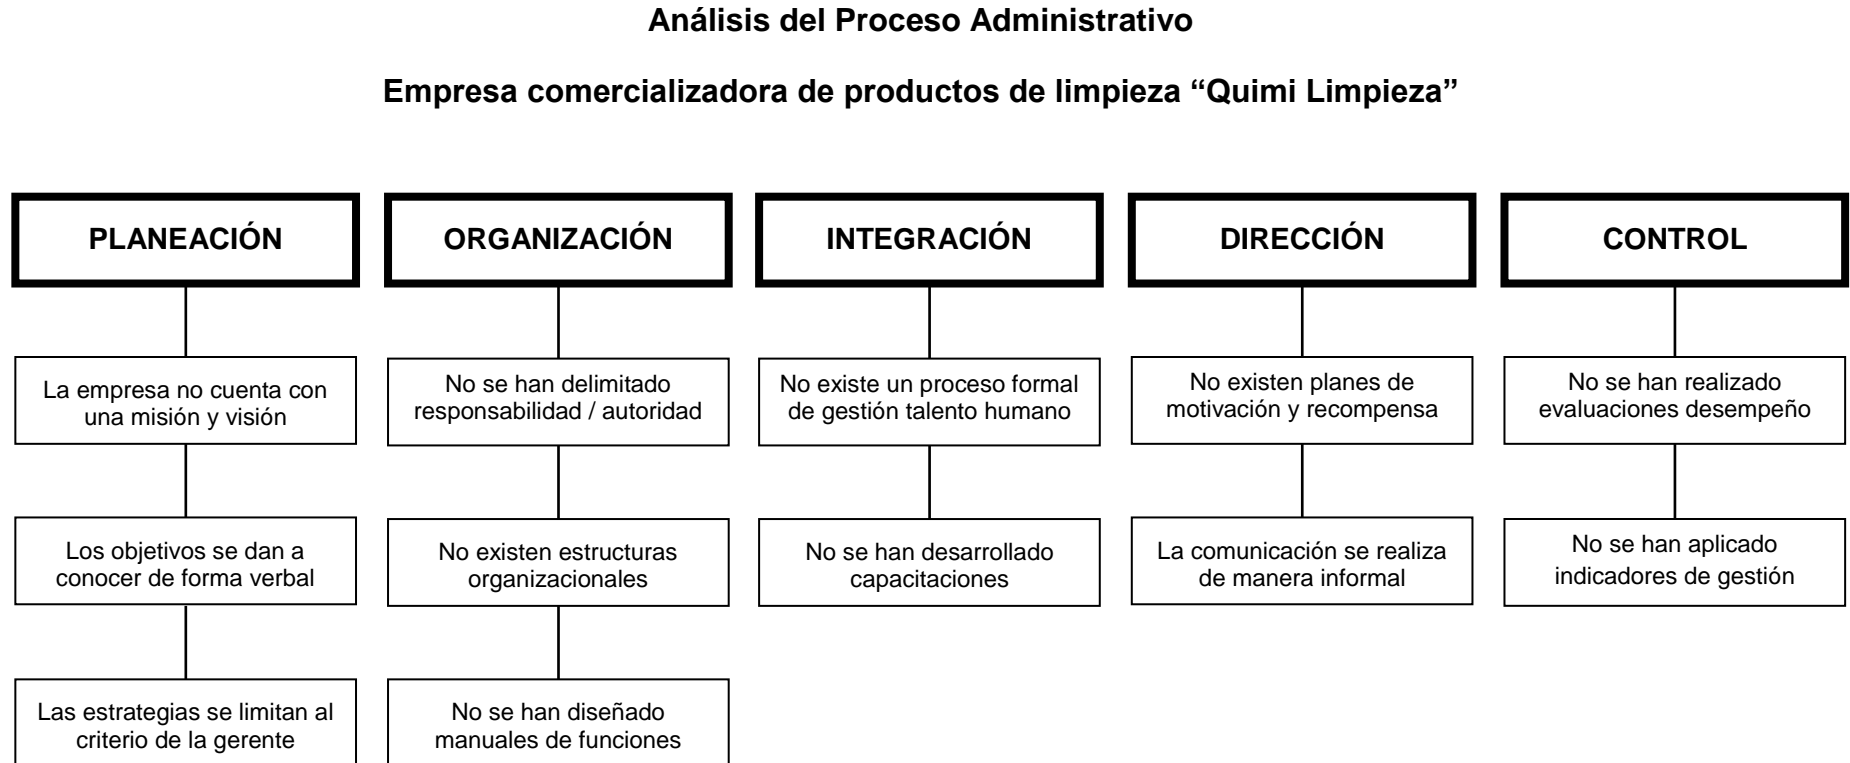 Análisis del Proceso Administrativo
Empresa comercializadora de productos de limpieza “Quimi Limpieza”
PLANEACIÓN
La empresa no cuenta con
una misión y visión
Los objetivos se dan a
conocer de forma verbal
Las estrategias se limitan al
criterio de la gerente
ORGANIZACIÓN
No se han delimitado
responsabilidad / autoridad
No existen estructuras
organizacionales
No se han diseñado
manuales de funciones
INTEGRACIÓN
No existe un proceso formal
de gestión talento humano
No se han desarrollado
capacitaciones
DIRECCIÓN
No existen planes de
motivación y recompensa
La comunicación se realiza
de manera informal
CONTROL
No se han realizado
evaluaciones desempeño
No se han aplicado
indicadores de gestión